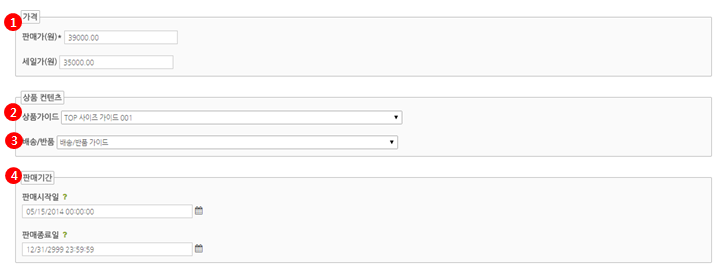 1 가격
판매가(원)* 39000.00
세일가(원) 35000.00
상품 컨텐츠
2 상품가이드 TOP 사이즈 가이드 001
3 배송/반품 배송/반품 가이드
4 판매기간
판매시작일 ?
05/15/2014 00:00:00
판매종료일 ?
12/31/2999 23:59:59